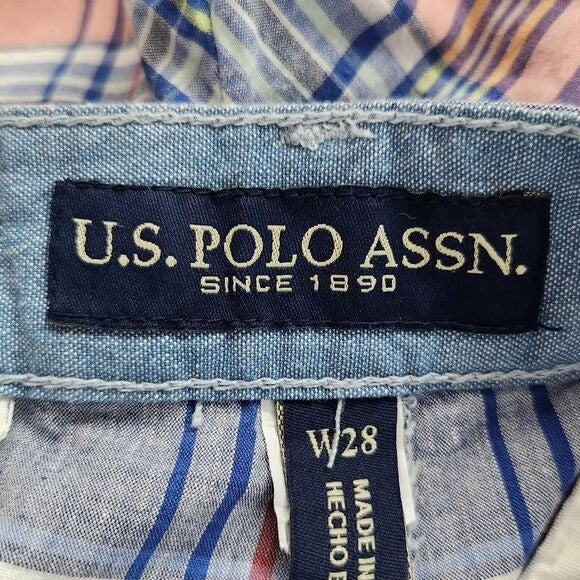 U.S. POLO ASSN.
SINCE 1890
W28
MADE IN
HECHO